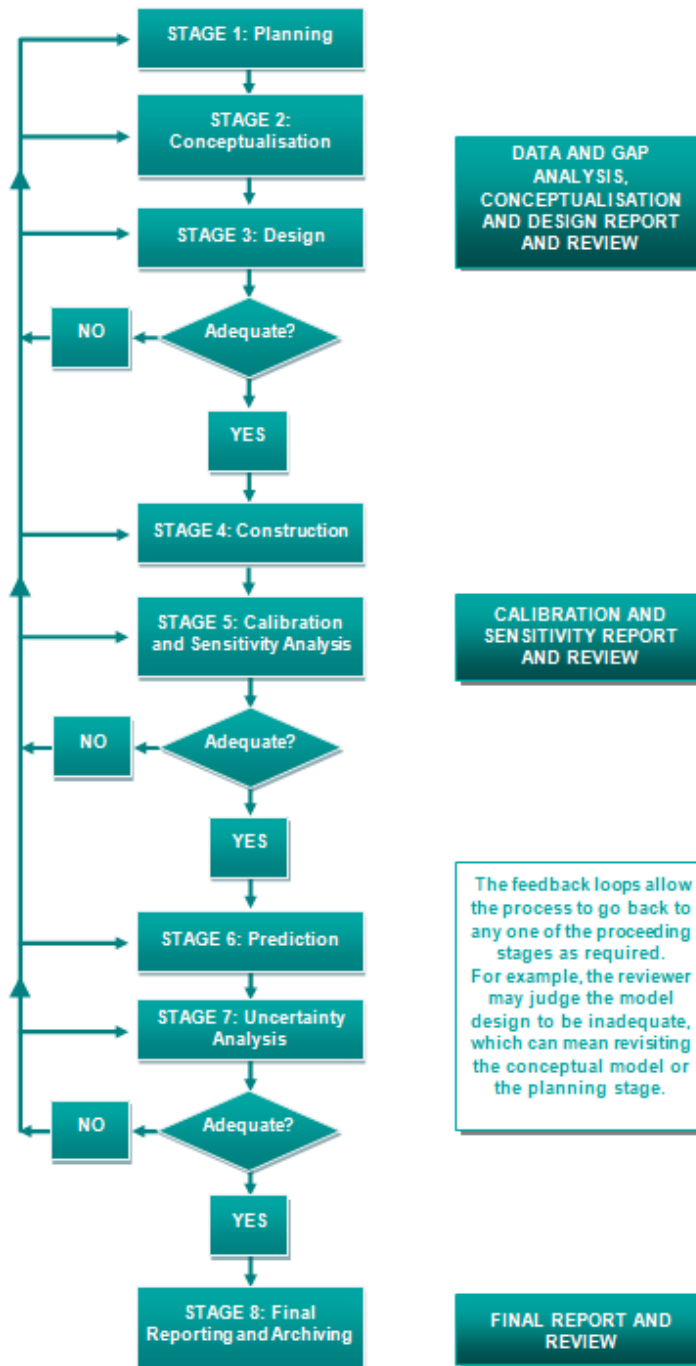 STAGE 1: Planning
STAGE 2:
Conceptualisation
STAGE 3: Design
DATA AND GAP
ANALYSIS,
CONCEPTUALISATION
AND DESIGN REPORT
AND REVIEW
NO
Adequate?
YES
STAGE 4: Construction
STAGE 5: Calibration
and Sensitivity Analysis
CALIBRATION AND
SENSITIVITY REPORT
AND REVIEW
NO
Adequate?
YES
STAGE 6: Prediction
STAGE 7: Uncertainty
Analysis
The feedback loops allow
the process to go back to
any one of the proceeding
stages as required.
For example, the reviewer
may judge the model
design to be inadequate,
which can mean revisiting
the conceptual model or
the planning stage.
NO
Adequate?
YES
STAGE 8: Final
Reporting and Archiving
FINAL REPORT AND
REVIEW